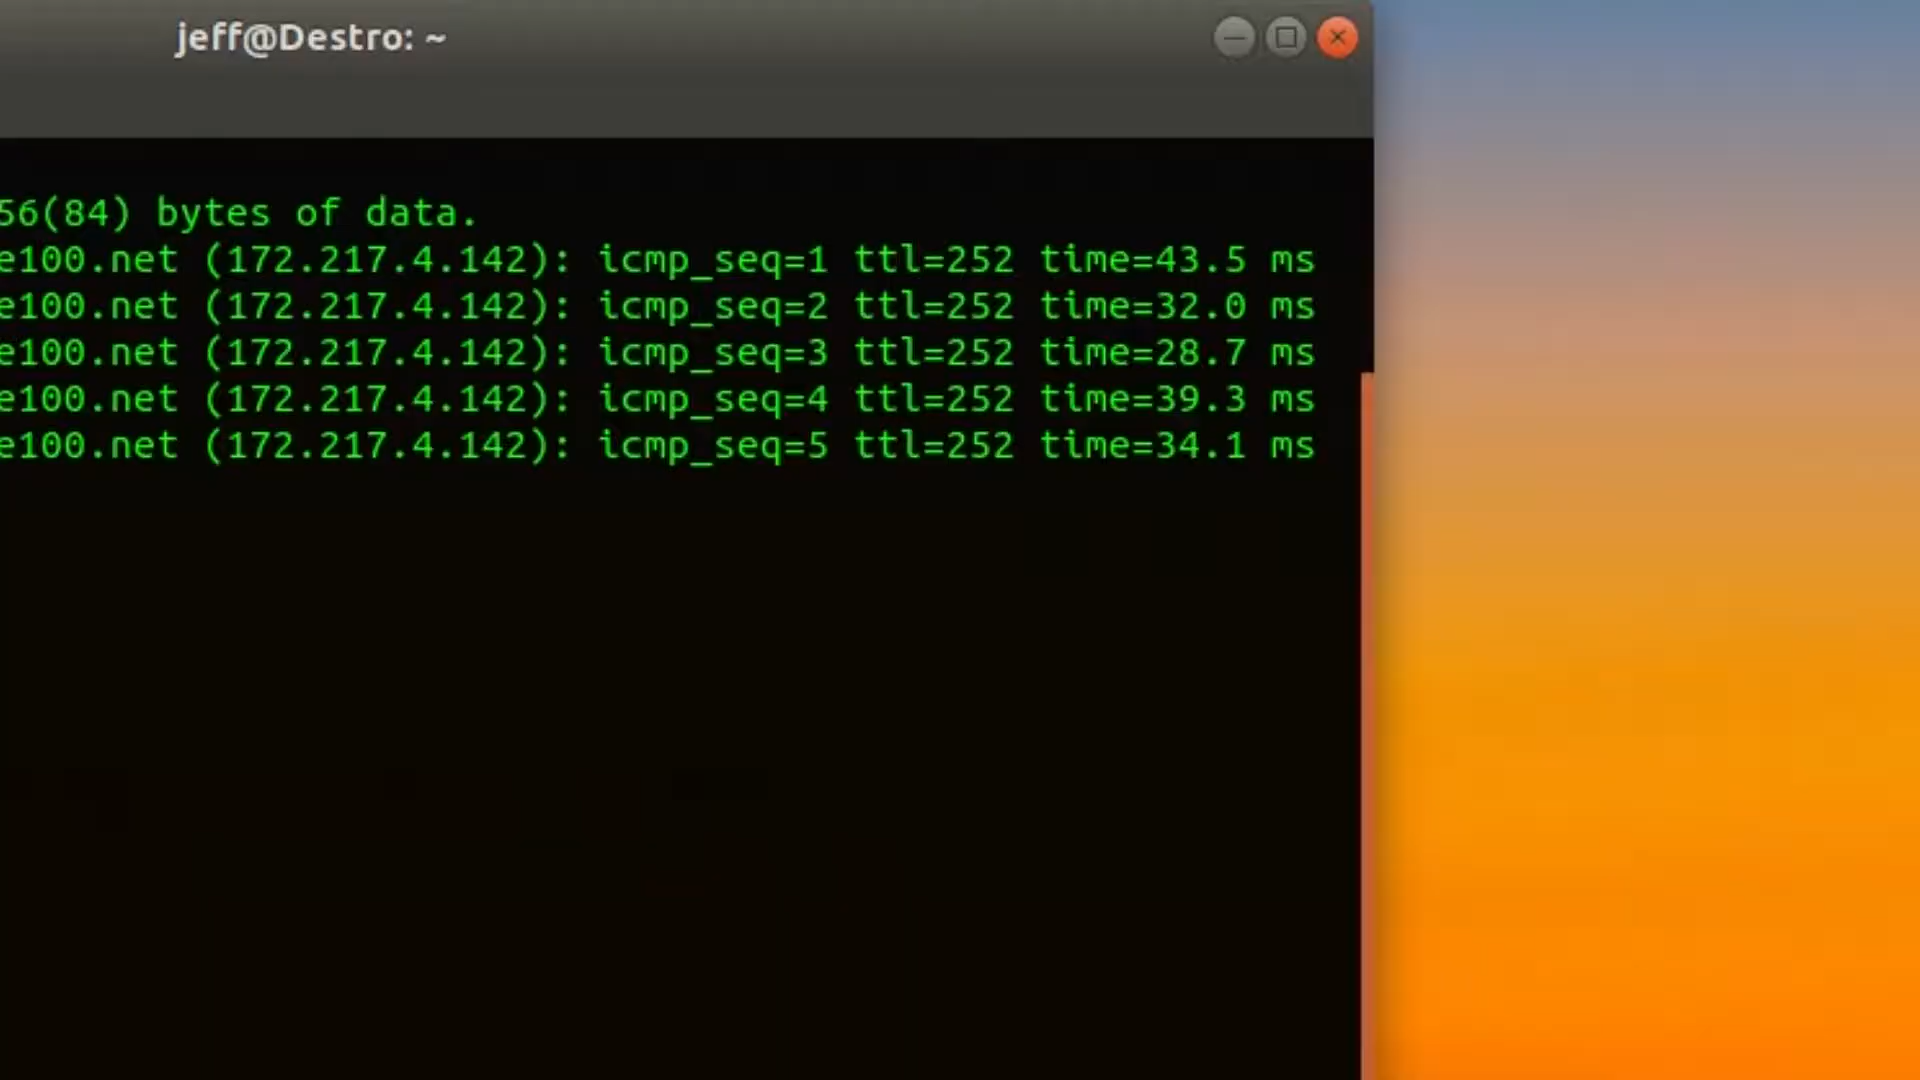 jeff@Destro: ~
56(84) bytes of data.
e100.net (172.217.4.142): icmp_seq=1 ttl=252 time=43.5 ms
e100.net (172.217.4.142): icmp_seq=2 ttl=252 time=32.0 ms
e100.net (172.217.4.142): icmp_seq=3 ttl=252 time=28.7 ms
e100.net (172.217.4.142): icmp_seq=4 ttl=252 time=39.3 ms
e100.net (172.217.4.142): icmp_seq=5 ttl=252 time=34.1 ms